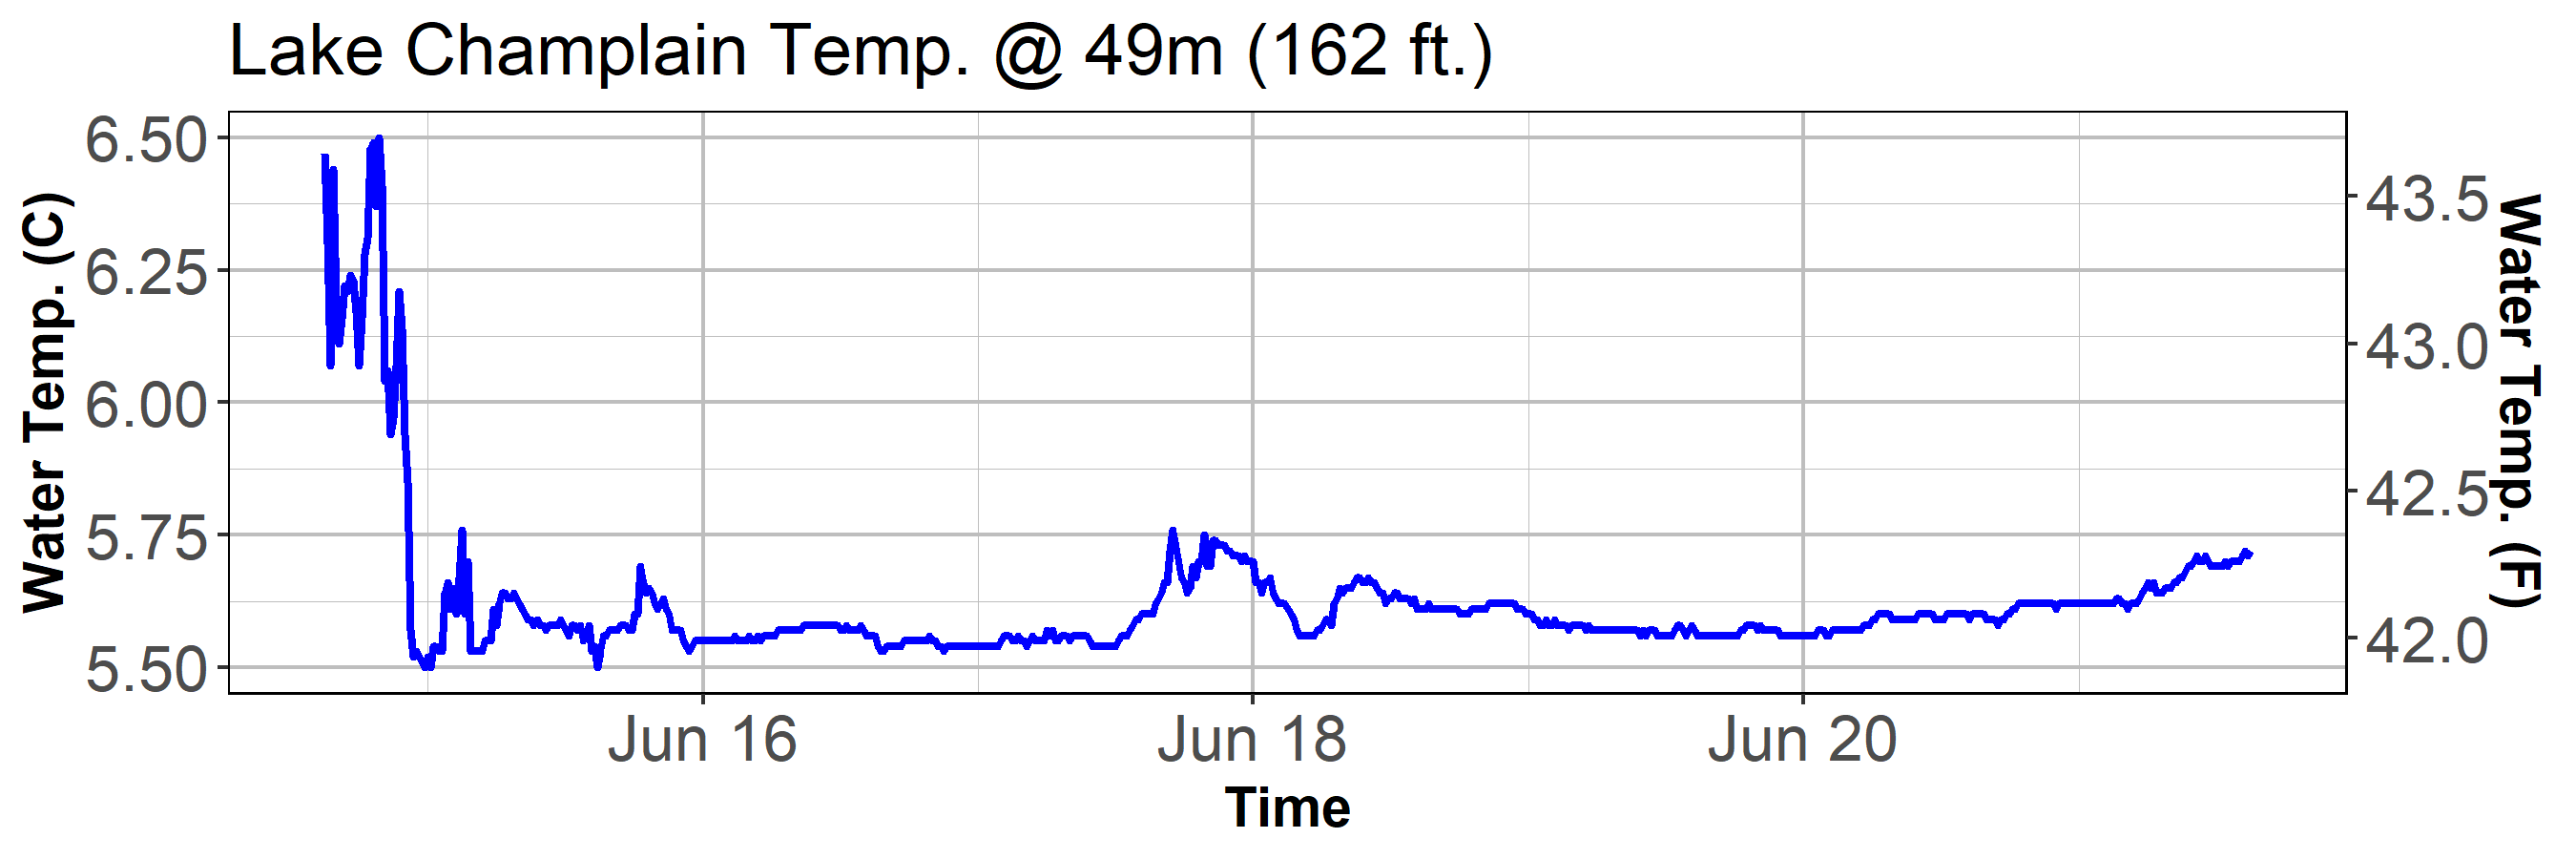 Lake Champlain Temp. @ 49m (162 ft.)
Water Temp. (C)
6.50
6.25
6.00
5.75
5.50
43.5
43.0
42.5
42.0
Water Temp. (F)
Jun 16
Jun 18
Jun 20
Time